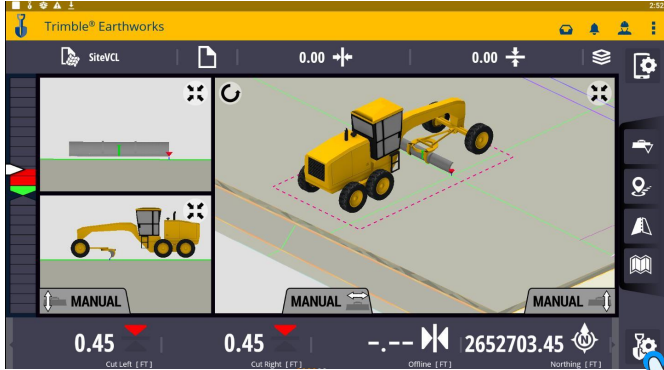 2:52
Trimble® Earthworks
SiteVCL
0.00
0.00
MANUAL
MANUAL
MANUAL
0.45
Cut Left [FT]
0.45
Cut Right [FT]
-.--
Offline [FT]
2652703.45
Northing [FT]